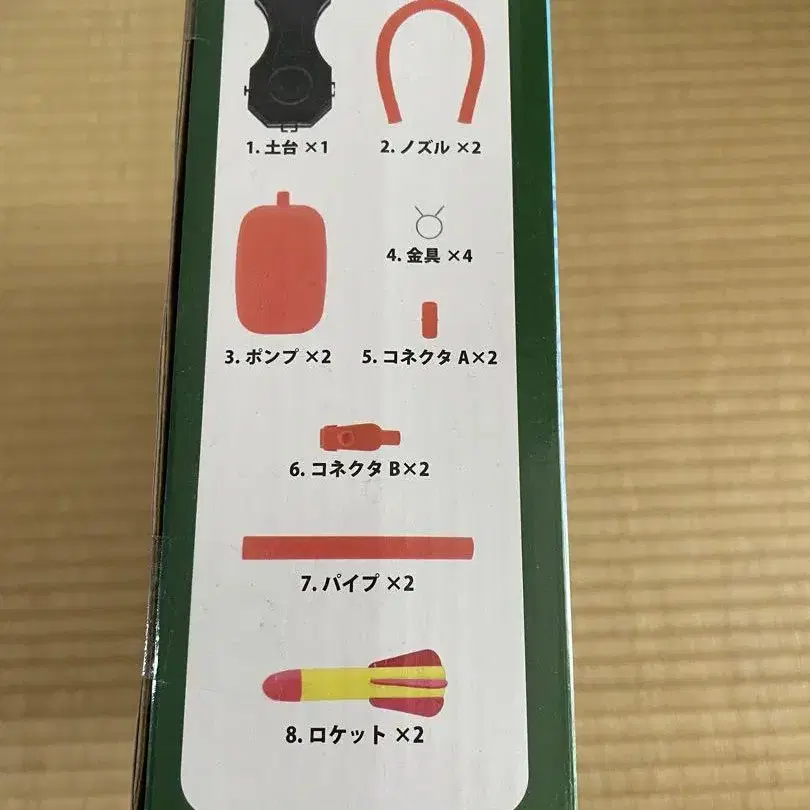 1. 土台 ×1
2. ノズル ×2
4. 金具 ×4
3. ポンプ ×2
5. コネクタ A×2
6. コネクタ B×2
7. パイプ ×2
8. ロケット ×2